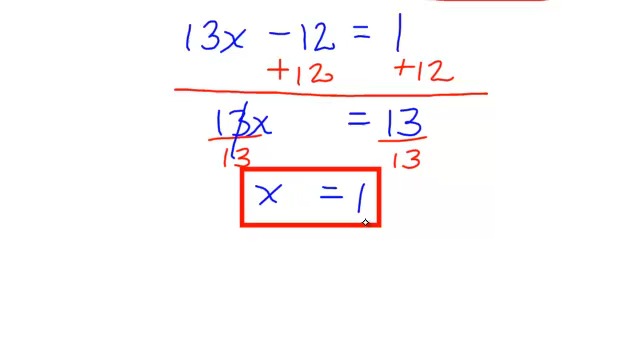 13x - 12 = 1
+12 +12
13x = 13
13 13
x = 1